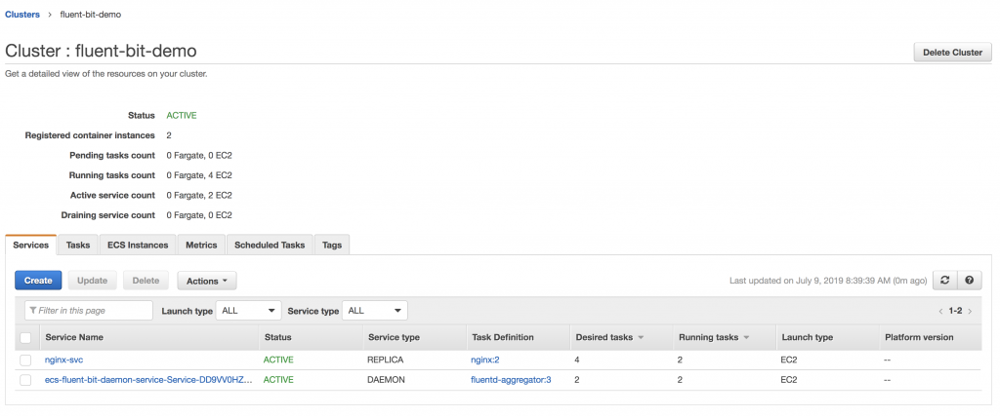 Clusters > fluent-bit-demo
Cluster : fluent-bit-demo
Delete Cluster
Get a detailed view of the resources on your cluster.
Status ACTIVE
Registered container instances 2
Pending tasks count 0 Fargate, 0 EC2
Running tasks count 0 Fargate, 4 EC2
Active service count 0 Fargate, 2 EC2
Draining service count 0 Fargate, 0 EC2
Services Tasks ECS Instances Metrics Scheduled Tasks Tags
Create Update Delete Actions Last updated on July 9, 2019 8:39:39 AM (0m ago) ?
Filter in this page Launch type ALL Service type ALL < 1-2 >
Service Name Status Service type Task Definition Desired tasks Running tasks Launch type Platform version
nginx-svc ACTIVE REPLICA nginx:2 4 2 EC2 --
ecs-fluent-bit-daemon-service-Service-DD9VV0HZ... ACTIVE DAEMON fluentd-aggregator:3 2 2 EC2 --